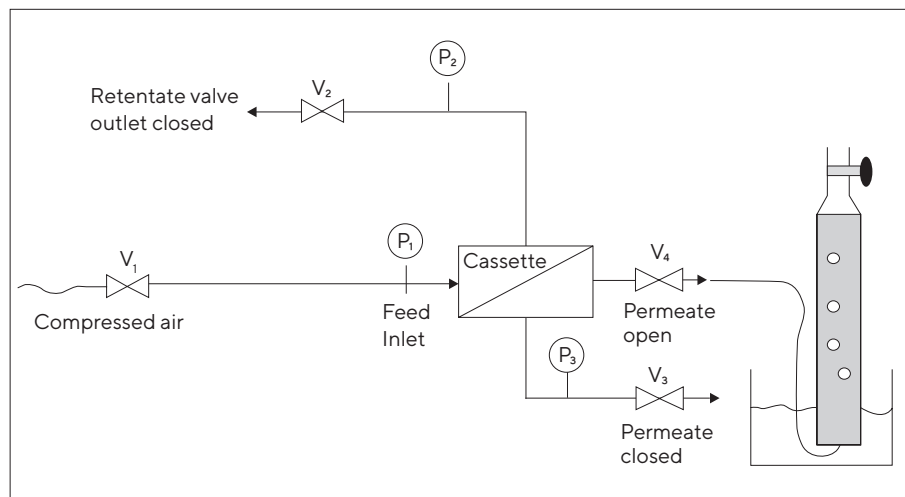 P₂
V₂
Retentate valve
outlet closed
P₁
V₁
Cassette
V₄
Compressed air
Feed
Inlet
Permeate
open
P₃
V₃
Permeate
closed